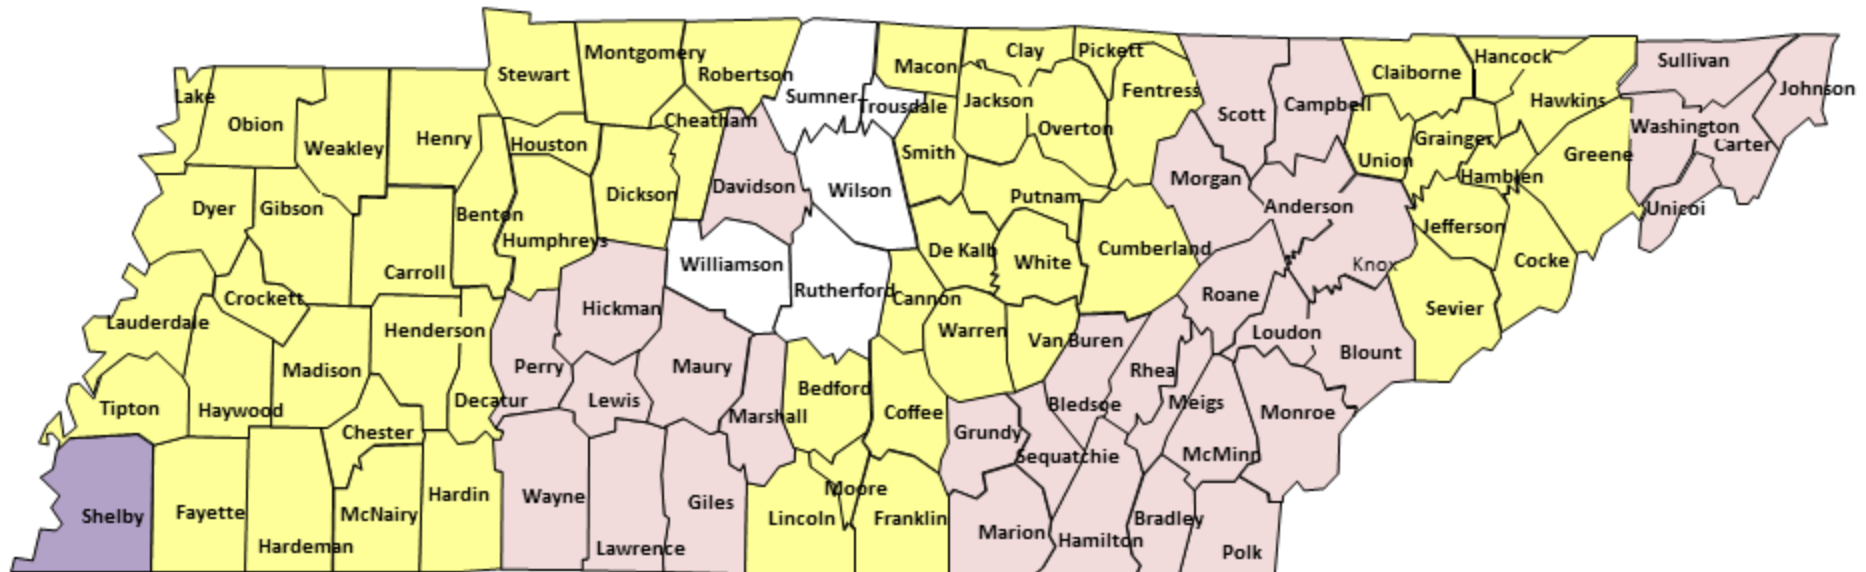 Lake
Obion
Weakley
Henry
Stewart
Montgomery
Robertson
Sumner
Trousdale
Macon
Clay
Pickett
Fentress
Scott
Campbell
Claiborne
Hancock
Hawkins
Sullivan
Johnson
Houston
Cheatham
Jackson
Overton
Smith
Grainger
Union
Hamblen
Greene
Washington
Carter
Unicoi
Dyer
Gibson
Benton
Humphreys
Dickson
Davidson
Wilson
Putnam
Morgan
Anderson
Jefferson
Cocke
Carroll
Crockett
Lauderdale
Henderson
Hickman
Williamson
Rutherford
Cannon
De Kalb
White
Cumberland
Roane
Knox
Sevier
Loudon
Blount
Tipton
Haywood
Madison
Chester
Decatur
Perry
Lewis
Maury
Marshall
Bedford
Coffee
Warren
Van Buren
Bledsoe
Rhea
Meigs
Monroe
McMinn
Grundy
Sequatchie
Shelby
Fayette
Hardeman
McNairy
Hardin
Wayne
Lawrence
Giles
Lincoln
Moore
Franklin
Marion
Hamilton
Bradley
Polk